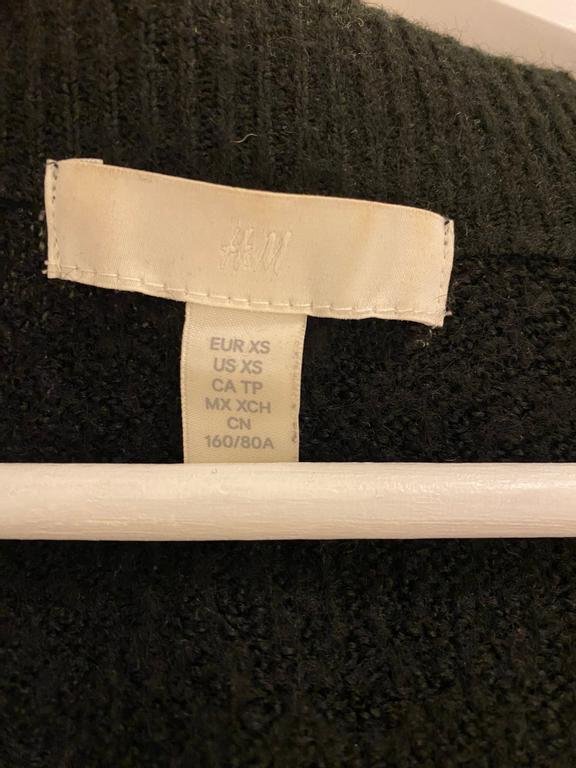 H&M
EUR XS
US XS
CA TP
MX XCH
CN
160/80A